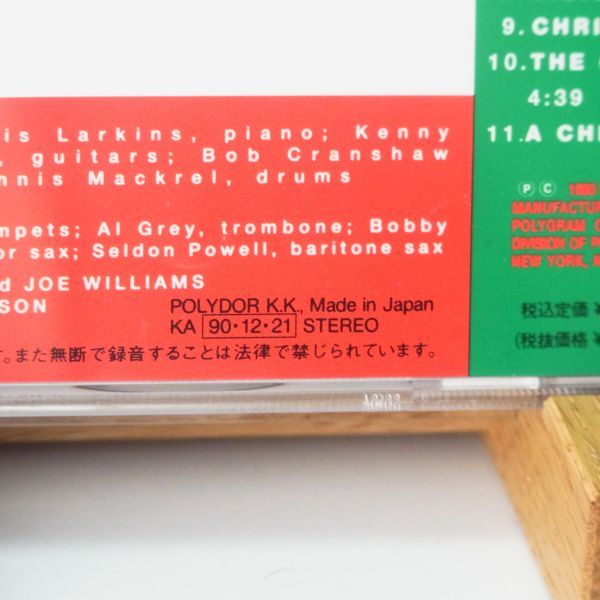 is Larkins, piano; Kenny
, guitars; Bob Cranshaw
nnis Mackrel, drums
mpets; Al Grey, trombone; Bobby
or sax; Seldon Powell, baritone sax
d JOE WILLIAMS
SON
POLYDOR K.K., Made in Japan
KA 90・12・21 STEREO
す。また無断で録音することは法律で禁じられています。
9. CHRI
10. THE
4:39
11. A CH
Ⓟ Ⓒ
MANUFACTUR
POLYGRAM
DIVISION OF
NEW YORK,
税込定価 ¥
(税抜価格 ¥